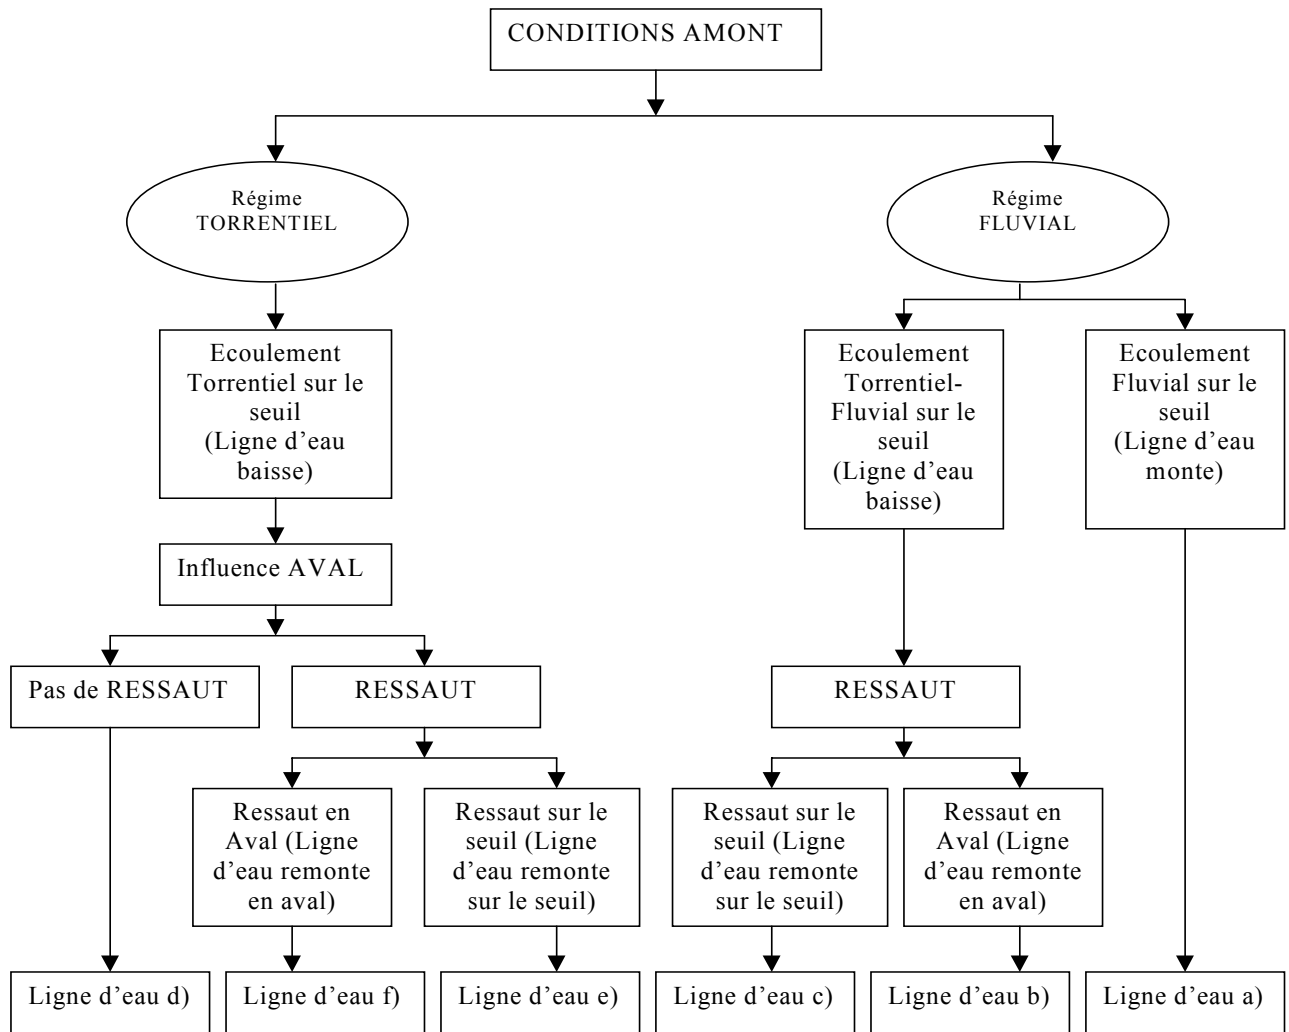 CONDITIONS AMONT
Régime
TORRENTIEL
Régime
FLUVIAL
Ecoulement
Torrentiel sur le
seuil
(Ligne d'eau
baisse)
Ecoulement
Torrentiel-
Fluvial sur le
seuil
(Ligne d'eau
baisse)
Ecoulement
Fluvial sur le
seuil
(Ligne d'eau
monte)
Influence AVAL
Pas de RESSAUT
RESSAUT
RESSAUT
Ressaut en
Aval (Ligne
d'eau remonte
en aval)
Ressaut sur le
seuil (Ligne
d'eau remonte
sur le seuil)
Ressaut sur le
seuil (Ligne
d'eau remonte
sur le seuil)
Ressaut en
Aval (Ligne
d'eau remonte
en aval)
Ligne d'eau d)
Ligne d'eau f)
Ligne d'eau e)
Ligne d'eau c)
Ligne d'eau b)
Ligne d'eau a)